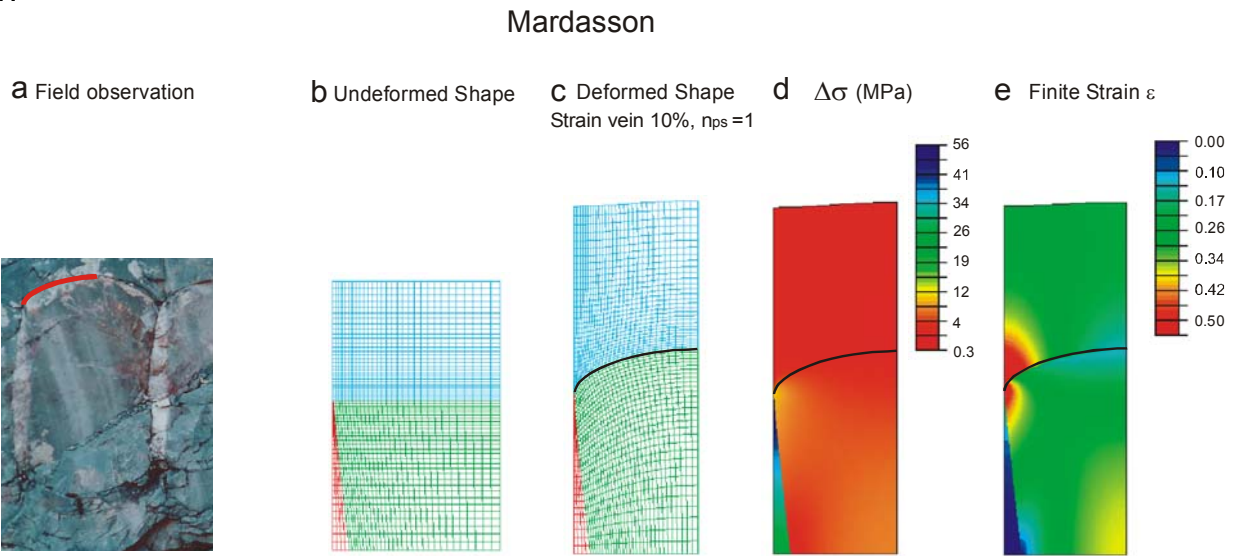 Mardasson
a Field observation
b Undeformed Shape
c Deformed Shape
Strain vein 10%, nps =1
d Δσ (MPa)
e Finite Strain ε
56
41
34
26
19
12
4
0.3
0.00
0.10
0.17
0.26
0.34
0.42
0.50